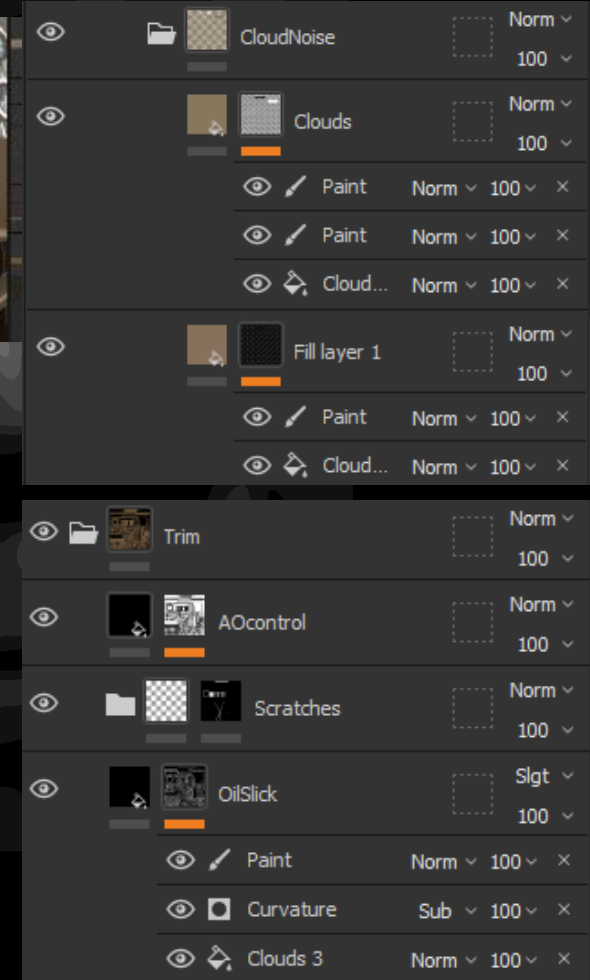 CloudNoise Norm
100
Clouds Norm
100
Paint Norm 100
Paint Norm 100
Cloud... Norm 100
Fill layer 1 Norm
100
Paint Norm 100
Cloud... Norm 100
Trim Norm
100
AOcontrol Norm
100
Scratches Norm
100
OilSlick Slgt
100
Paint Norm 100
Curvature Sub 100
Clouds 3 Norm 100